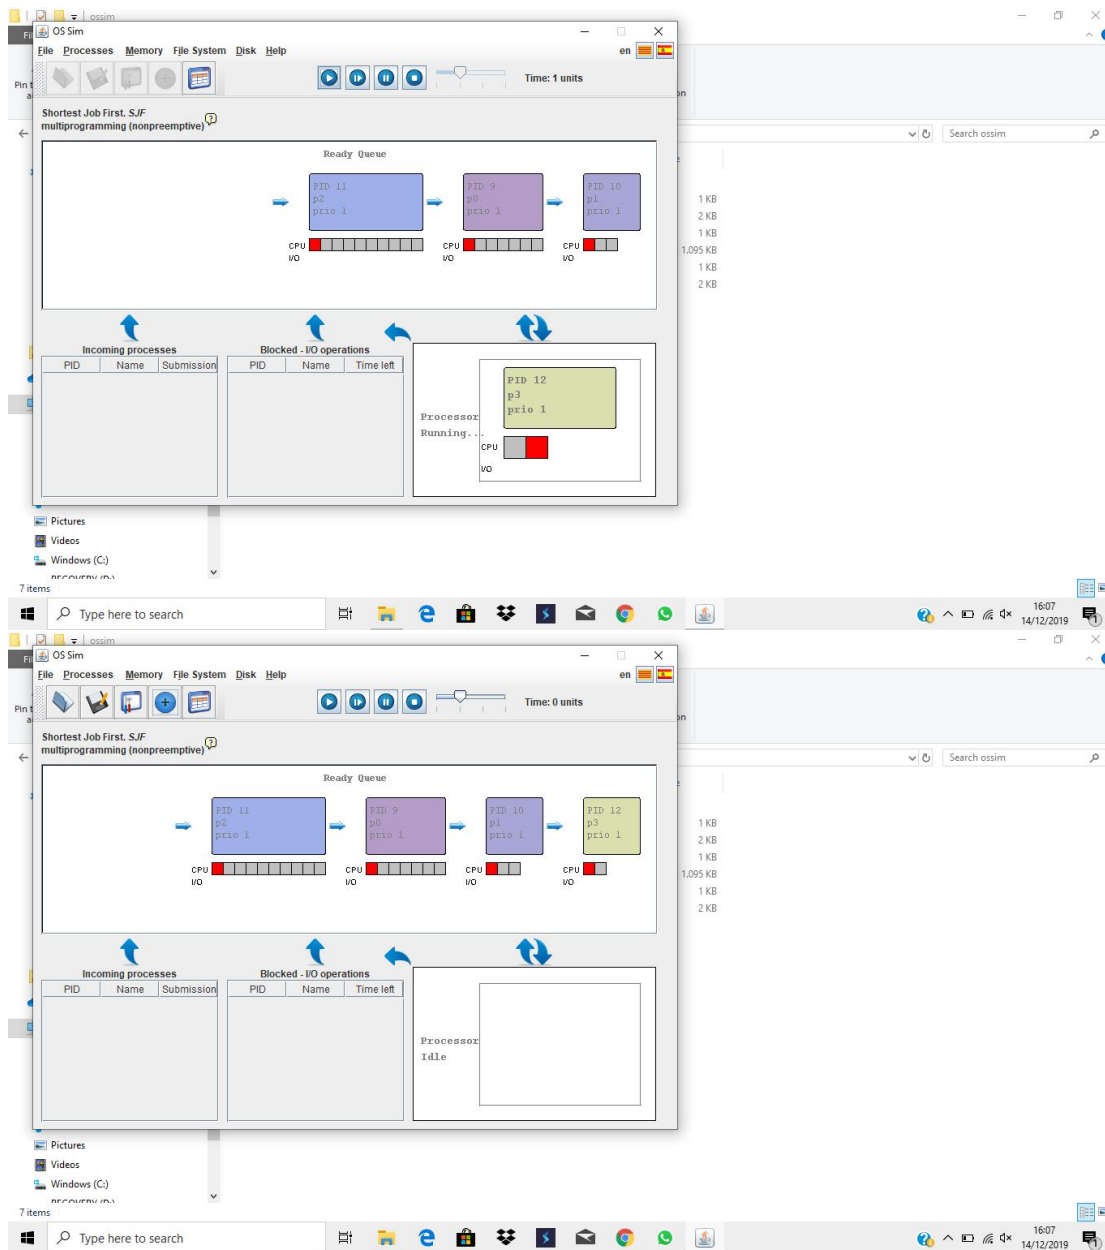 ossim
OS Sim
File Processes Memory File System Disk Help
en
Time: 1 units
Shortest Job First. SJF
multiprogramming (nonpreemptive)
Ready Queue
PID 11
p2
prio 1
PID 9
p0
prio 1
PID 10
p1
prio 1
CPU
I/O
CPU
I/O
CPU
I/O
Incoming processes
PID Name Submission
Blocked - I/O operations
PID Name Time left
Processor
Running...
PID 12
p3
prio 1
CPU
I/O
Search ossim
1 KB
2 KB
1 KB
1.095 KB
1 KB
2 KB
Pictures
Videos
Windows (C:)
RECOVERY (D:)
7 items
Type here to search
16:07
14/12/2019
ossim
OS Sim
File Processes Memory File System Disk Help
en
Time: 0 units
Shortest Job First. SJF
multiprogramming (nonpreemptive)
Ready Queue
PID 11
p2
prio 1
PID 9
p0
prio 1
PID 10
p1
prio 1
PID 12
p3
prio 1
CPU
I/O
CPU
I/O
CPU
I/O
CPU
I/O
Incoming processes
PID Name Submission
Blocked - I/O operations
PID Name Time left
Processor
Idle
Search ossim
1 KB
2 KB
1 KB
1.095 KB
1 KB
2 KB
Pictures
Videos
Windows (C:)
RECOVERY (D:)
7 items
Type here to search
16:07
14/12/2019